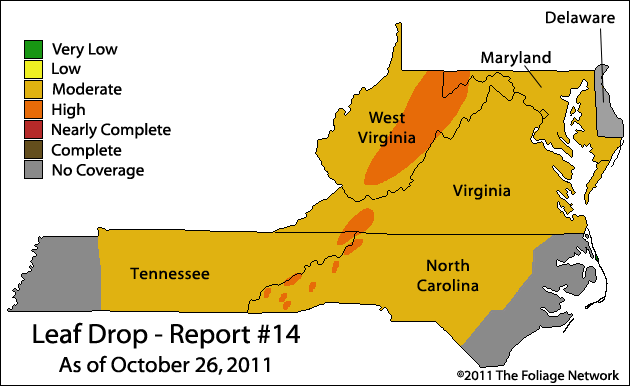 Delaware
Maryland
Very Low
Low
Moderate
High
Nearly Complete
Complete
No Coverage
West
Virginia
Virginia
Tennessee
North
Carolina
Leaf Drop - Report #14
As of October 26, 2011
©2011 The Foliage Network